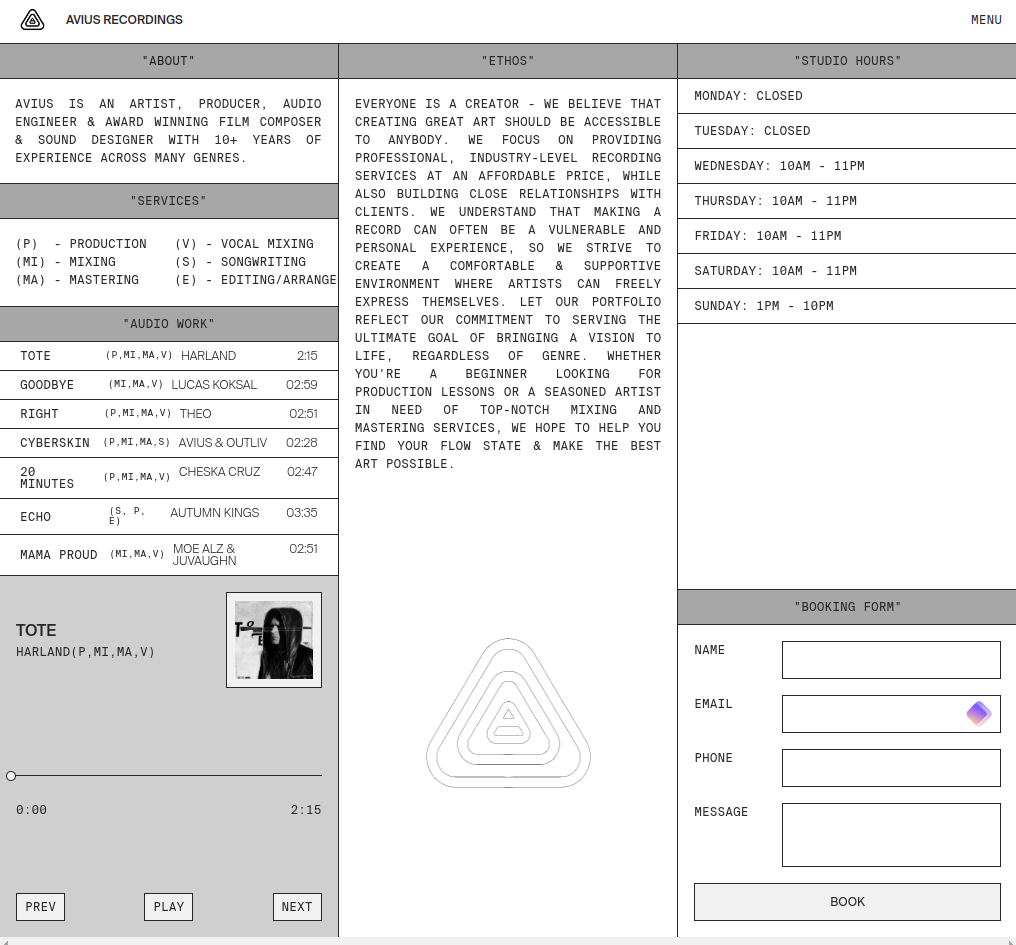 AVIUS RECORDINGS
MENU
"ABOUT"
AVIUS IS AN ARTIST, PRODUCER, AUDIO
ENGINEER & AWARD WINNING FILM COMPOSER
& SOUND DESIGNER WITH 10+ YEARS OF
EXPERIENCE ACROSS MANY GENRES.
"SERVICES"
(P) - PRODUCTION (V) - VOCAL MIXING
(MI) - MIXING (S) - SONGWRITING
(MA) - MASTERING (E) - EDITING/ARRANGE
"AUDIO WORK"
TOTE (P,MI,MA,V) HARLAND 2:15
GOODBYE (MI,MA,V) LUCAS KOKSAL 02:59
RIGHT (P,MI,MA,V) THEO 02:51
CYBERSKIN (P,MI,MA,S) AVIUS & OUTLIV 02:28
20 MINUTES (P,MI,MA,V) CHESKA CRUZ 02:47
ECHO (S, P, E) AUTUMN KINGS 03:35
MAMA PROUD (MI,MA,V) MOE ALZ & JUVAUGHN 02:51
TOTE
HARLAND(P,MI,MA,V)
0:00 2:15
PREV PLAY NEXT
"ETHOS"
EVERYONE IS A CREATOR - WE BELIEVE THAT
CREATING GREAT ART SHOULD BE ACCESSIBLE
TO ANYBODY. WE FOCUS ON PROVIDING
PROFESSIONAL, INDUSTRY-LEVEL RECORDING
SERVICES AT AN AFFORDABLE PRICE, WHILE
ALSO BUILDING CLOSE RELATIONSHIPS WITH
CLIENTS. WE UNDERSTAND THAT MAKING A
RECORD CAN OFTEN BE A VULNERABLE AND
PERSONAL EXPERIENCE, SO WE STRIVE TO
CREATE A COMFORTABLE & SUPPORTIVE
ENVIRONMENT WHERE ARTISTS CAN FREELY
EXPRESS THEMSELVES. LET OUR PORTFOLIO
REFLECT OUR COMMITMENT TO SERVING THE
ULTIMATE GOAL OF BRINGING A VISION TO
LIFE, REGARDLESS OF GENRE. WHETHER
YOU'RE A BEGINNER LOOKING FOR
PRODUCTION LESSONS OR A SEASONED ARTIST
IN NEED OF TOP-NOTCH MIXING AND
MASTERING SERVICES, WE HOPE TO HELP YOU
FIND YOUR FLOW STATE & MAKE THE BEST
ART POSSIBLE.
"STUDIO HOURS"
MONDAY: CLOSED
TUESDAY: CLOSED
WEDNESDAY: 10AM - 11PM
THURSDAY: 10AM - 11PM
FRIDAY: 10AM - 11PM
SATURDAY: 10AM - 11PM
SUNDAY: 1PM - 10PM
"BOOKING FORM"
NAME
EMAIL
PHONE
MESSAGE
BOOK